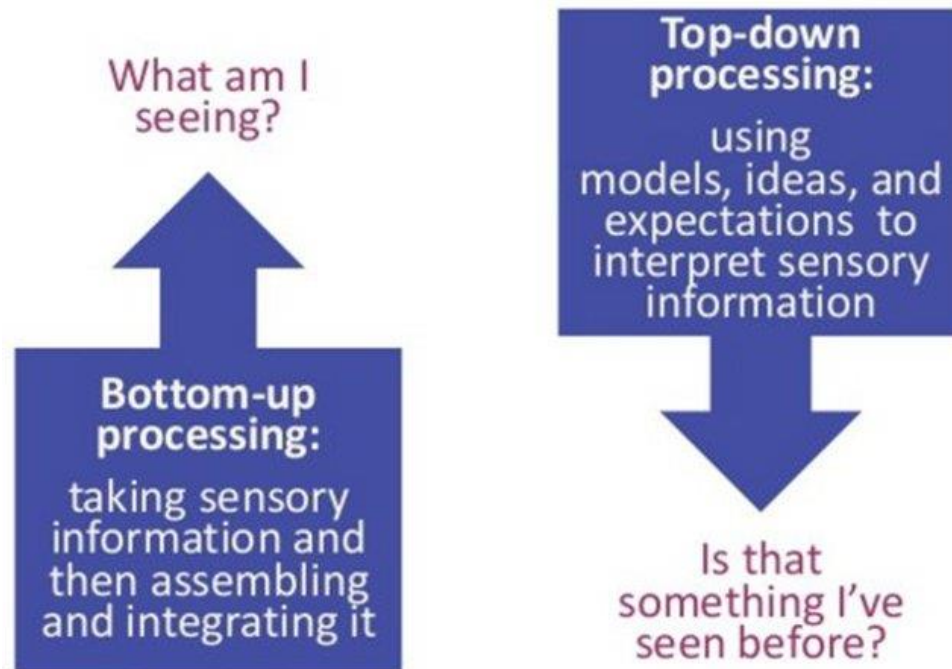 What am I
seeing?
Bottom-up
processing:
taking sensory
information and
then assembling
and integrating it
Top-down
processing:
using
models, ideas, and
expectations to
interpret sensory
information
Is that
something I’ve
seen before?